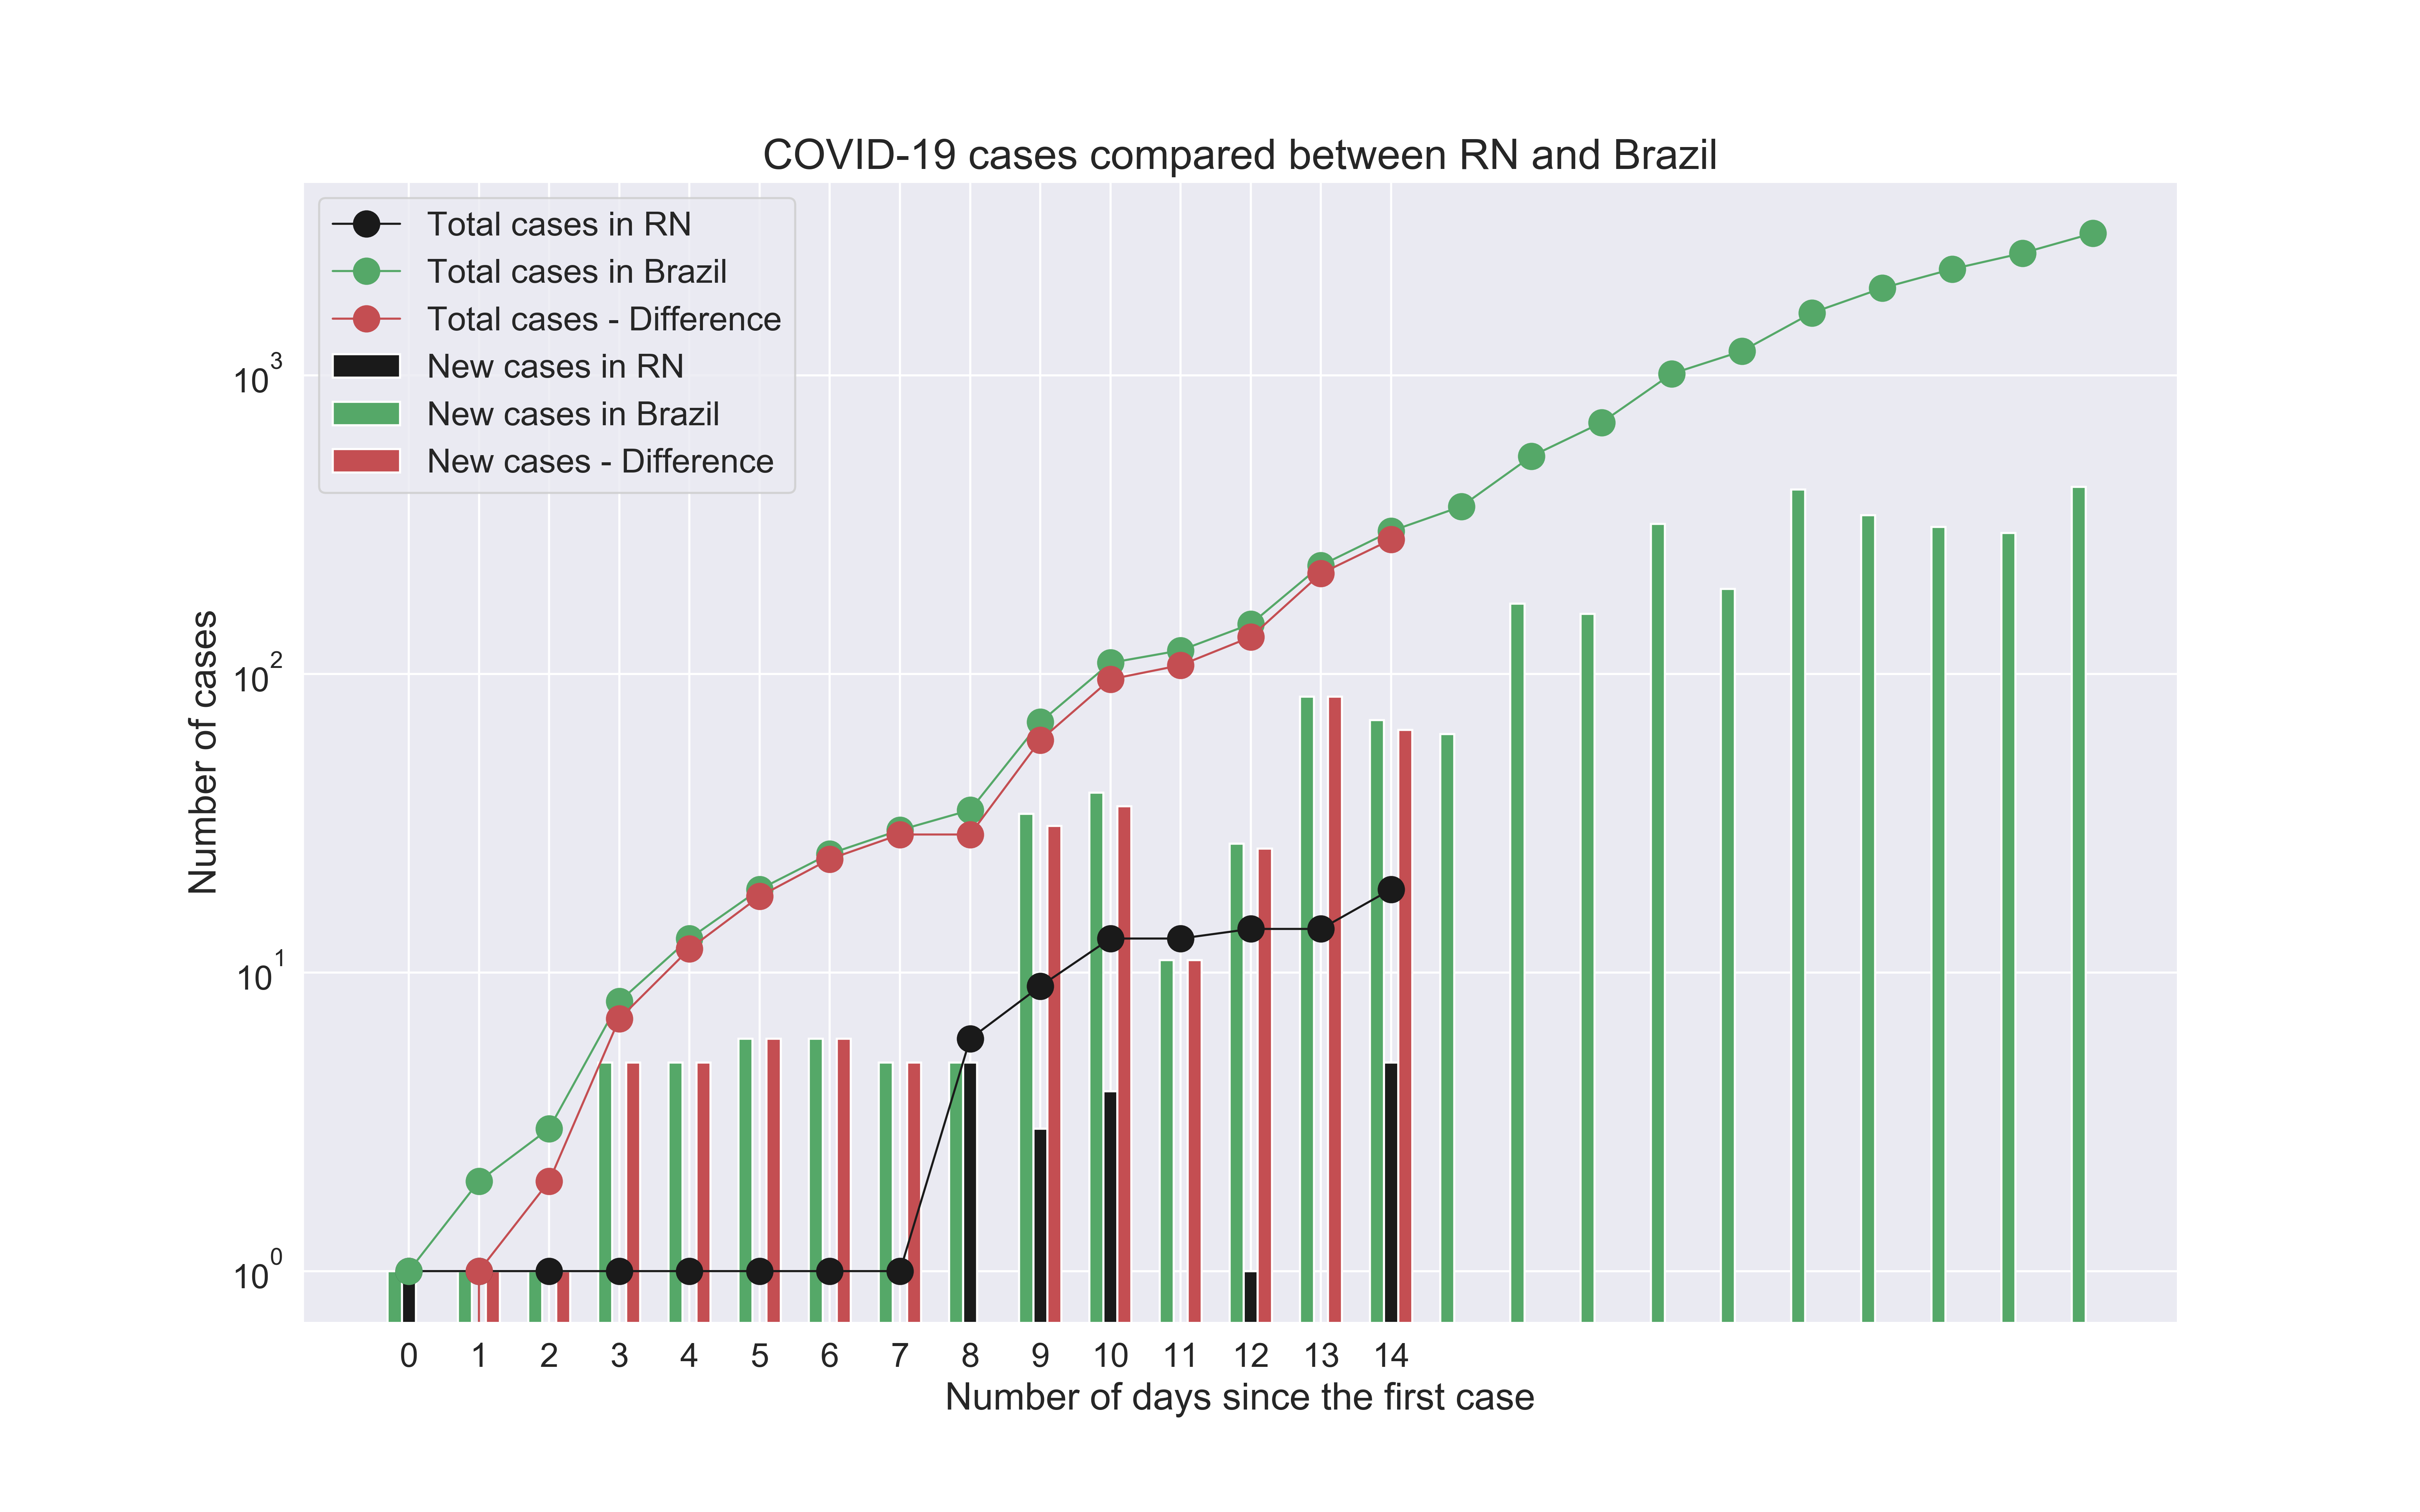 COVID-19 cases compared between RN and Brazil
Total cases in RN
Total cases in Brazil
Total cases - Difference
New cases in RN
New cases in Brazil
New cases - Difference
Number of cases
10^3
10^2
10^1
10^0
0 1 2 3 4 5 6 7 8 9 10 11 12 13 14
Number of days since the first case